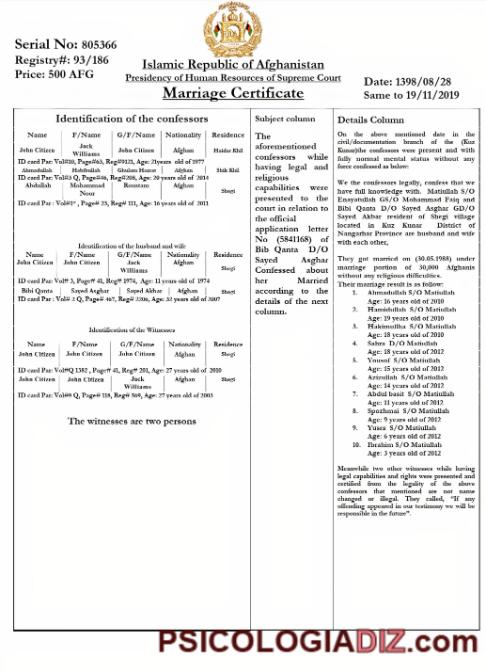 Serial No: 805366
Registry#: 93/186
Price: 500 AFG
Islamic Republic of Afghanistan
Presidency of Human Resources of Supreme Court
Marriage Certificate
Date: 1398/08/28
Same to 19/11/2019
Identification of the confessors
Name F/Name G/F/Name Nationality Residence
John Citizen Jack Williams John Citizen Afghan Haidar Khil
ID card Par: Vol#10, Page#63, Reg#9121, Age: 21years old of 1977
Ahmadullah Habibullah Ghulam Hazrat Afghan Shik Khil
ID card Par: Vol#3 Q, Page#46, Reg#208, Age: 20 years old of 2014
Abdullah Mohammad Nour Roustam Afghan Shegi
ID card Par: Vol#1* , Page# 23, Reg# 111, Age: 16 years old of 2011
Identification of the husband and wife
Name F/Name G/F/Name Nationality Residence
John Citizen John Citizen Jack Williams Afghan Shegi
ID card Par: Vol# 3, Page# 41, Reg# 1974, Age: 11 years old of 1974
Bibi Qanta Sayed Asghar Sayed Akbar Afghan Shegi
ID card Par : Vol# 2 Q, Page# 467, Reg# 2206, Age: 32 years old of 2007
Identification of the Witnesses
Name F/Name G/F/Name Nationality Residence
John Citizen John Citizen John Citizen Afghan Shegi
ID card Par: Vol#Q 1382 , Page# 41, Reg# 201, Age: 27 years old of 2010
John Citizen John Citizen Jack Williams Afghan Shegi
ID card Par: Vol#8 Q, Page# 118, Reg# 569, Age: 27 years old of 2003
The witnesses are two persons
Subject column
The
aforementioned
confessors while
having legal and
religious
capabilities were
presented to the
court in relation to
the official
application letter
No (5841168) of
Bib Qanta D/O
Sayed Asghar
Confessed about
her Married
according to the
details of the next
column.
Details Column
On the above mentioned date in the
civil/documentation branch of the (Kuz
Kunar)the confessors were present and with
fully normal mental status without any
force confessed as below:
We the confessors legally, confess that we
have full knowledge with. Matiullah S/O
Enayatullah GS/O Mohammad Faiq and
Bibi Qanta D/O Sayed Asghar GD/O
Sayed Akbar resident of Shegi village
located in Kuz Kunar District of
Nangarhar Province are husband and wife
with each other,
They got married on (30.05.1988) under
marriage portion of 30,000 Afghanis
without any religious difficulties.
Their marriage result is as follow:
1. Ahmadullah S/O Matiullah
Age: 16 years old of 2010
2. Hamidullah S/O Matiullah
Age: 19 years old of 2010
3. Hakimullha S/O Matiullah
Age: 18 years old of 2010
4. Sahra D/O Matiullah
Age: 18 years old of 2012
5. Yousaf S/O Matiullah
Age: 15 years old of 2012
6. Azizullah S/O Matiullah
Age: 14 years old of 2012
7. Abdul basit S/O Matiullah
Age: 11 years old of 2012
8. Spozhmai S/O Matiullah
Age: 9 years old of 2012
9. Yusra S/O Matiullah
Age: 6 years old of 2012
10. Ibrahim S/O Matiullah
Age: 3 years old of 2012
Meanwhile two other witnesses while having
legal capabilities and rights were presented and
certified from the legality of the above
confessors that mentioned are not name
changed or illegal. They called, "If any
offending appeared in our testimony we will be
responsible in the future".
PSICOLOGIADIZ.com